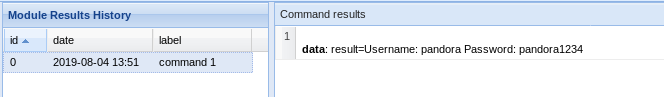 Module Results History
id date label
0 2019-08-04 13:51 command 1
Command results
1
data: result=Username: pandora Password: pandora1234